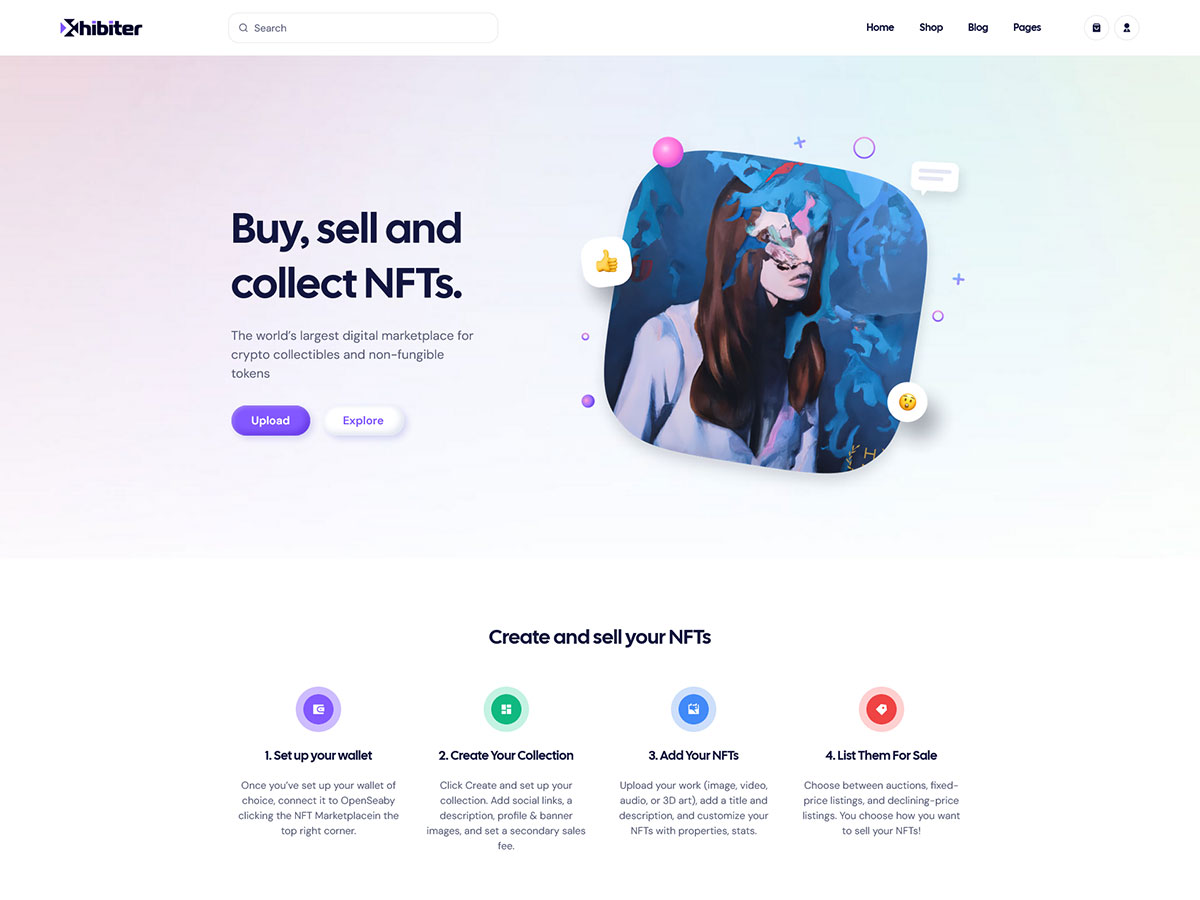 Xhibiter
Search
Home
Shop
Blog
Pages
Buy, sell and
collect NFTs.
The world's largest digital marketplace for
crypto collectibles and non-fungible
tokens
Upload
Explore
H
Create and sell your NFTs
1. Set up your wallet
Once you've set up your wallet of
choice, connect it to OpenSeaby
clicking the NFT Marketplacein the
top right corner.
2. Create Your Collection
Click Create and set up your
collection. Add social links, a
description, profile & banner
images, and set a secondary sales
fee.
3. Add Your NFTs
Upload your work (image, video,
audio, or 3D art), add a title and
description, and customize your
NFTs with properties, stats.
4. List Them For Sale
Choose between auctions, fixed-
price listings, and declining-price
listings. You choose how you want
to sell your NFTs!